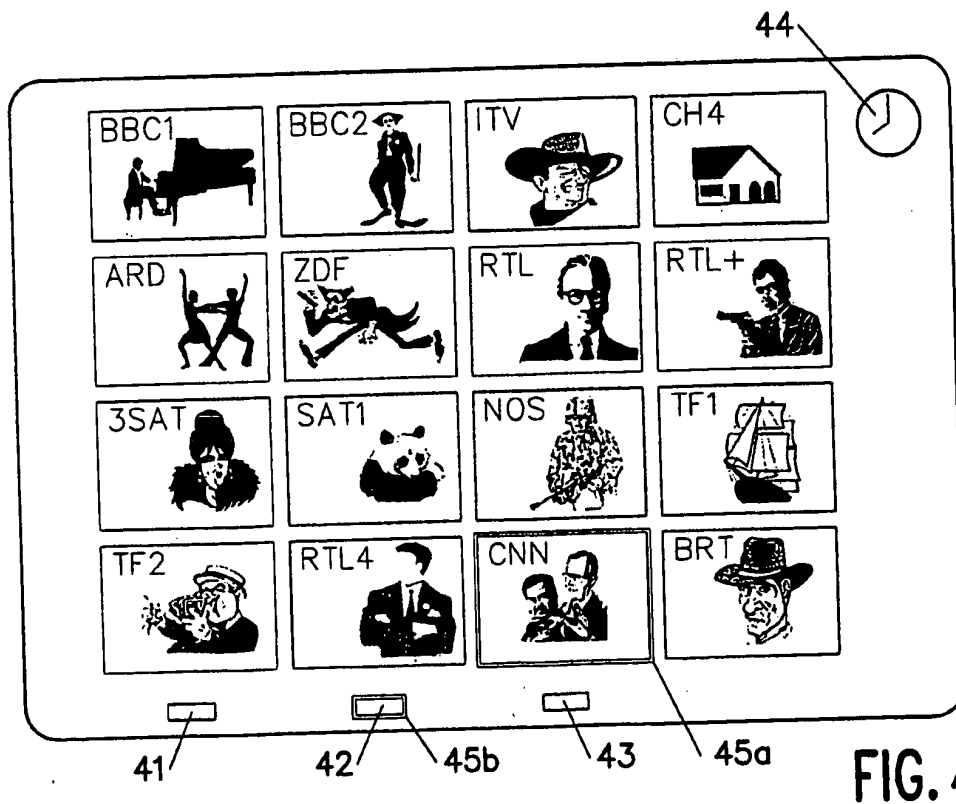 44
BBC1 BBC2 ITV CH4
ARD ZDF RTL RTL+
3SAT SAT1 NOS TF1
TF2 RTL4 CNN BRT
41 42 45b 43 45a
FIG.